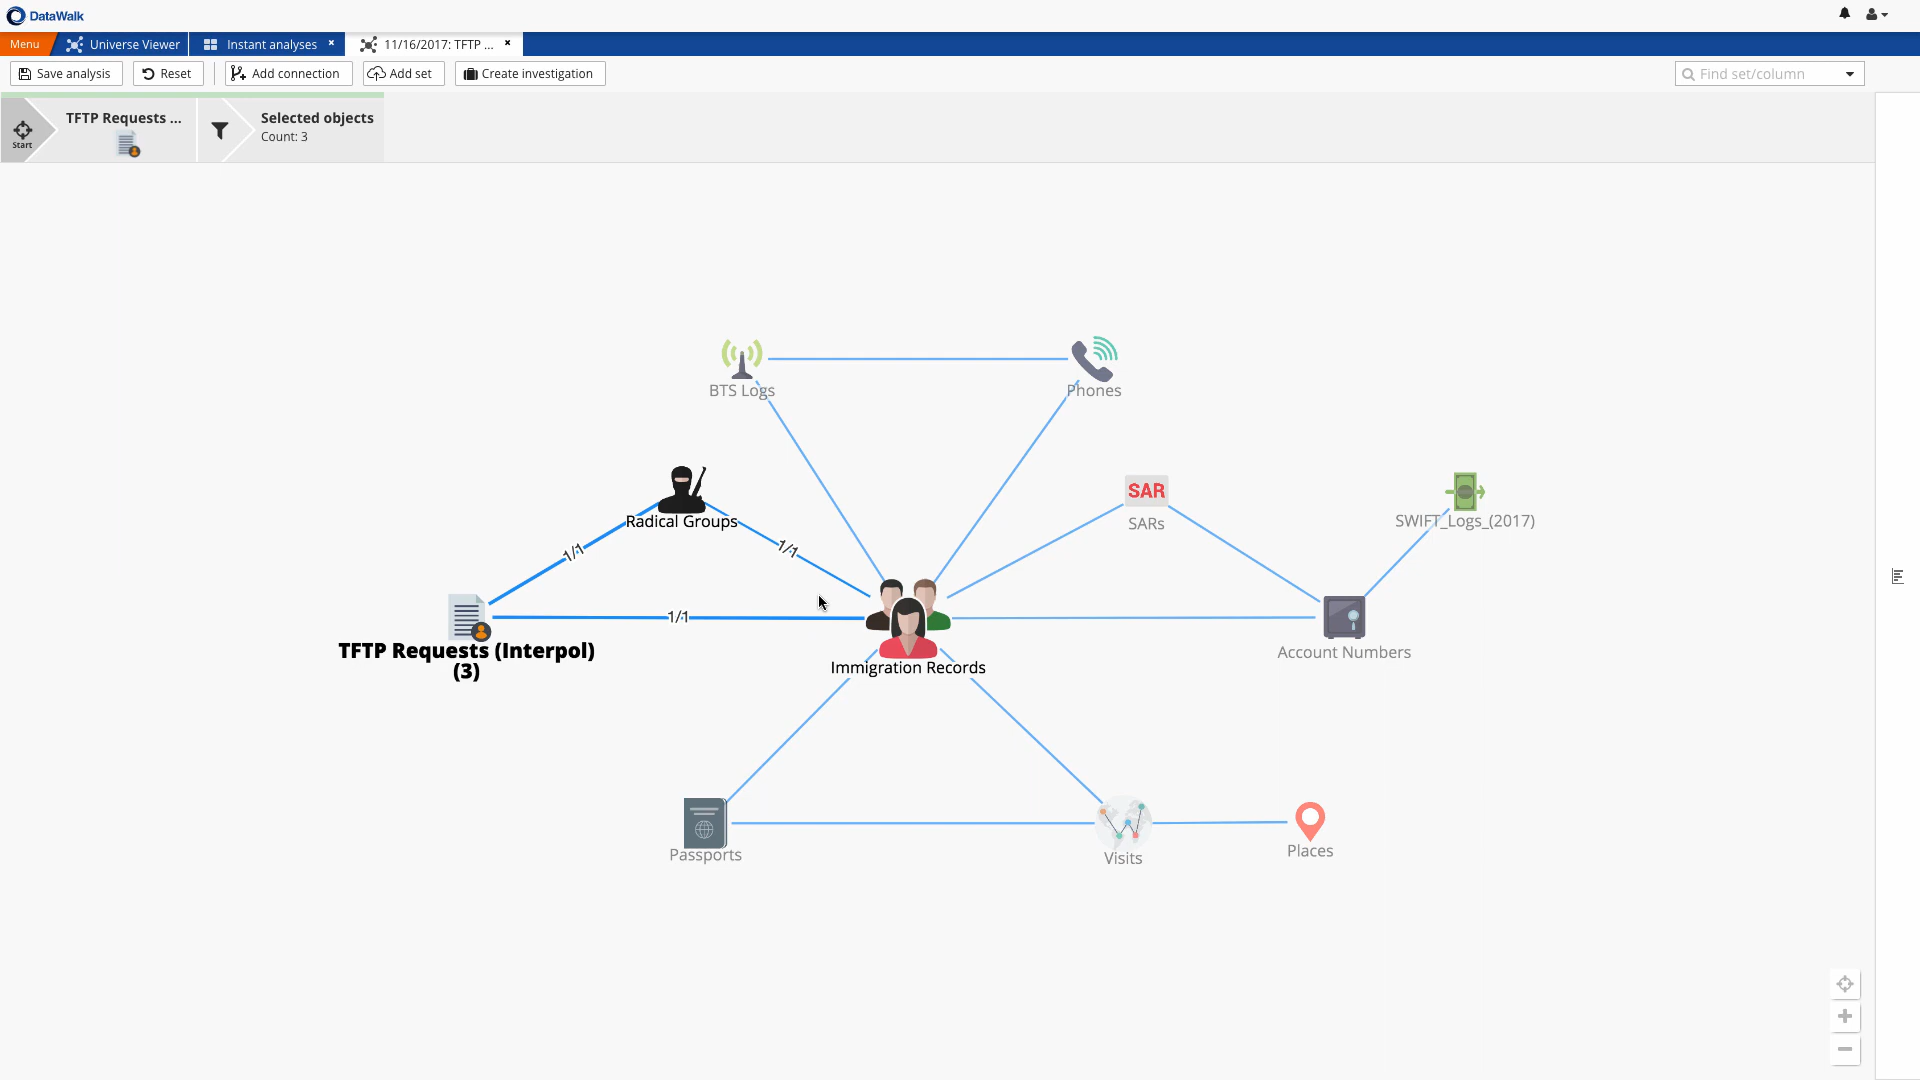 DataWalk
Menu
Universe Viewer
Instant analyses
11/16/2017: TFTP ...
Save analysis
Reset
Add connection
Add set
Create investigation
Find set/column
Start
TFTP Requests ...
Selected objects
Count: 3
BTS Logs
Phones
Radical Groups
SAR
SARs
SWIFT_Logs_(2017)
1/1
1/1
1/1
TFTP Requests (Interpol)
(3)
Immigration Records
Account Numbers
Passports
Visits
Places